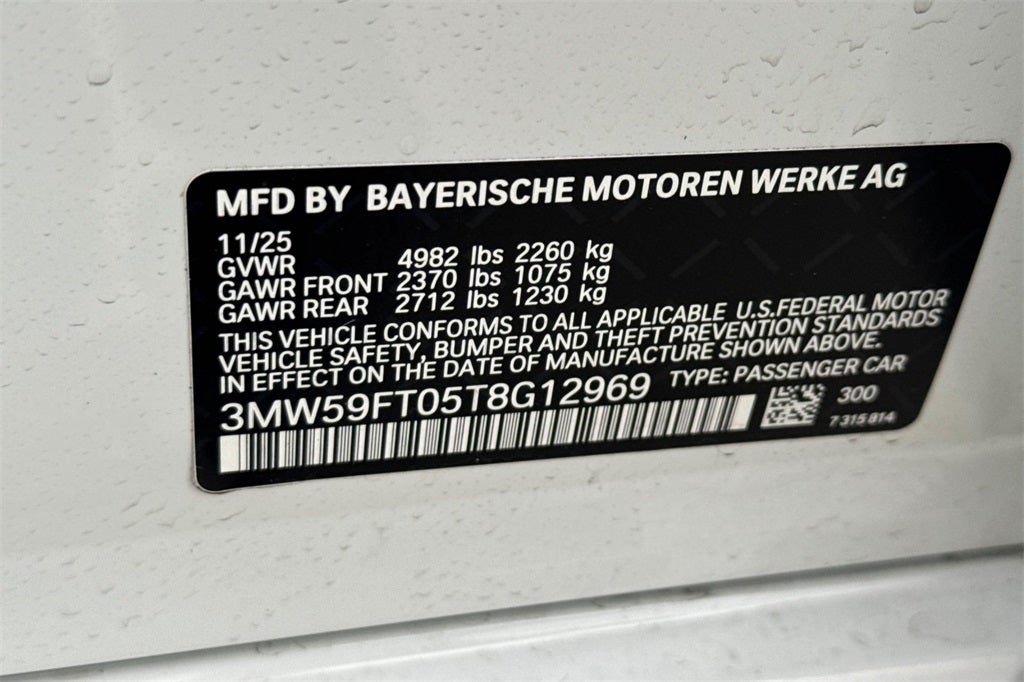 MFD BY BAYERISCHE MOTOREN WERKE AG
11/25
GVWR 4982 lbs 2260 kg
GAWR FRONT 2370 lbs 1075 kg
GAWR REAR 2712 lbs 1230 kg
THIS VEHICLE CONFORMS TO ALL APPLICABLE U.S.FEDERAL MOTOR
VEHICLE SAFETY, BUMPER AND THEFT PREVENTION STANDARDS
IN EFFECT ON THE DATE OF MANUFACTURE SHOWN ABOVE.
3MW59FT05T8G12969 TYPE: PASSENGER CAR
300
7 315 814